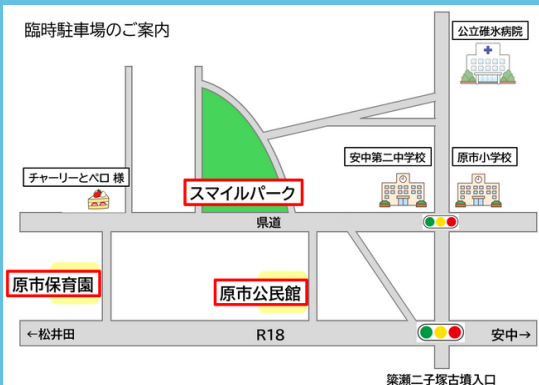 臨時駐車場のご案内
公立碓氷病院
安中第二中学校
原市小学校
チャーリーとペロ 様
スマイルパーク
県道
原市保育園
原市公民館
←松井田
R18
安中→
簗瀬二子塚古墳入口